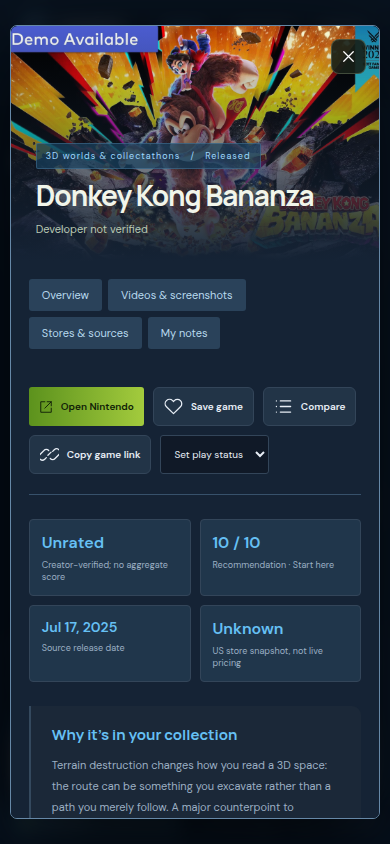 Demo Available
3D worlds & collectathons / Released
Donkey Kong Bananza
Developer not verified
Overview
Videos & screenshots
Stores & sources
My notes
Open Nintendo
Save game
Compare
Copy game link
Set play status
Unrated
Creator-verified; no aggregate
score
10 / 10
Recommendation · Start here
Jul 17, 2025
Source release date
Unknown
US store snapshot, not live
pricing
Why it's in your collection
Terrain destruction changes how you read a 3D space:
the route can be something you excavate rather than a
path you merely follow. A major counterpoint to